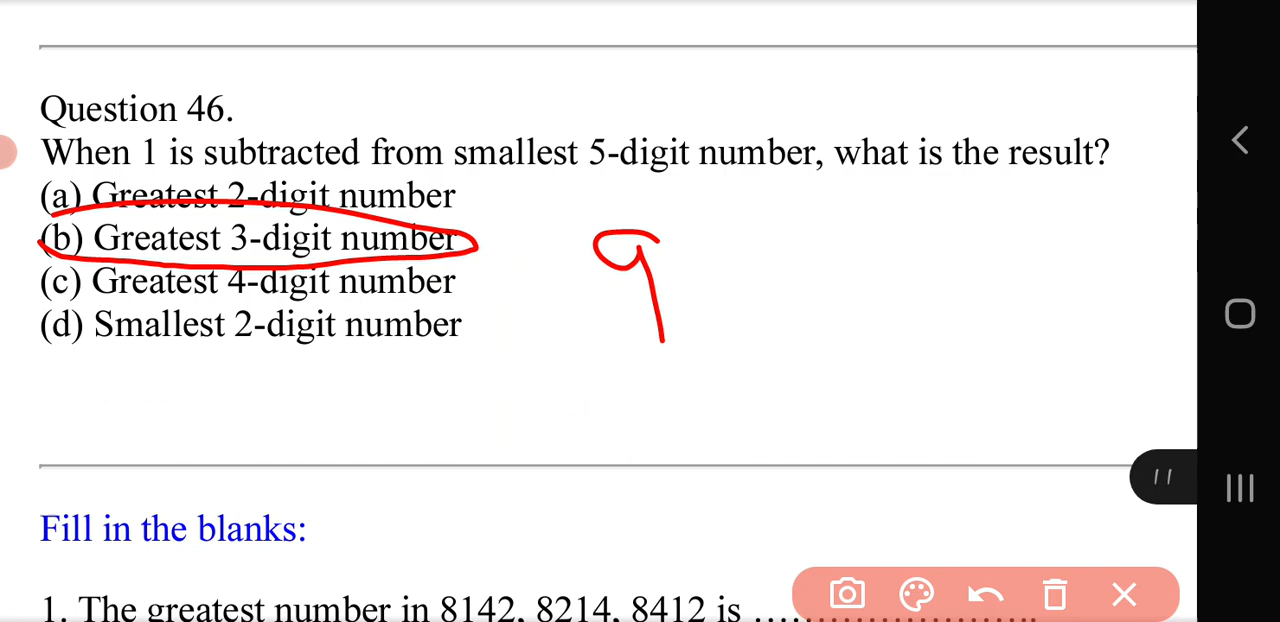 Question 46.
When 1 is subtracted from smallest 5-digit number, what is the result?
(a) Greatest 2-digit number
(b) Greatest 3-digit number
(c) Greatest 4-digit number
(d) Smallest 2-digit number
9
Fill in the blanks:
1. The greatest number in 8142, 8214, 8412 is ........................